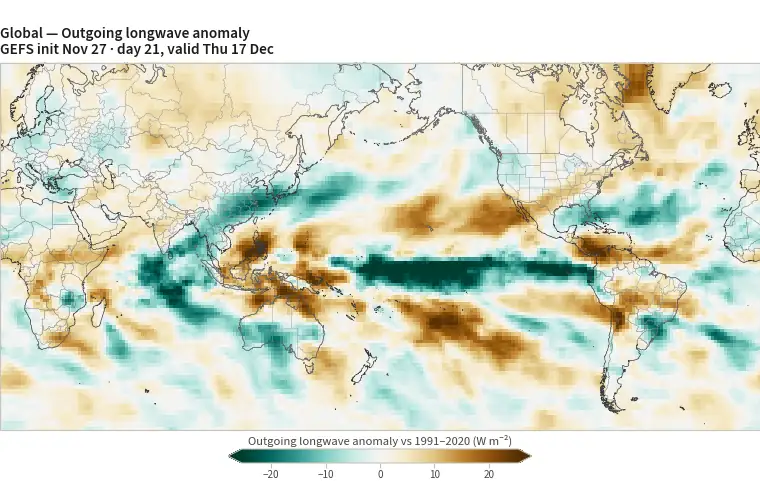 Global — Outgoing longwave anomaly
GEFS init Nov 27 · day 21, valid Thu 17 Dec
Outgoing longwave anomaly vs 1991–2020 (W m⁻²)
−20 −10 0 10 20